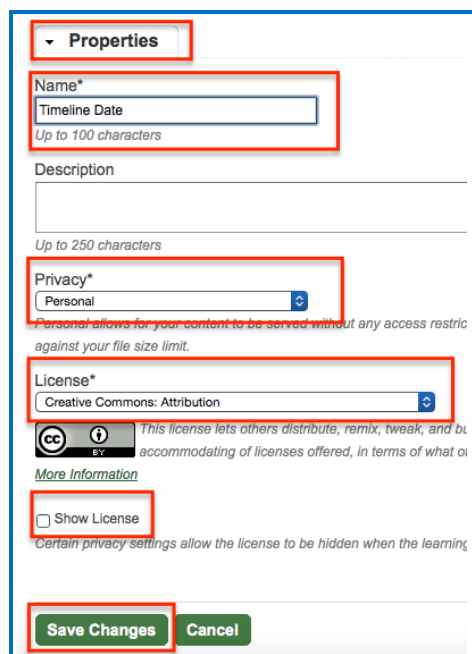 Properties
Name*
Timeline Date
Up to 100 characters
Description
Up to 250 characters
Privacy*
Personal
Personal allows for your content to be served without any access restric
against your file size limit.
License*
Creative Commons: Attribution
cc BY This license lets others distribute, remix, tweak, and bu
accommodating of licenses offered, in terms of what o
More Information
Show License
Certain privacy settings allow the license to be hidden when the learning
Save Changes Cancel